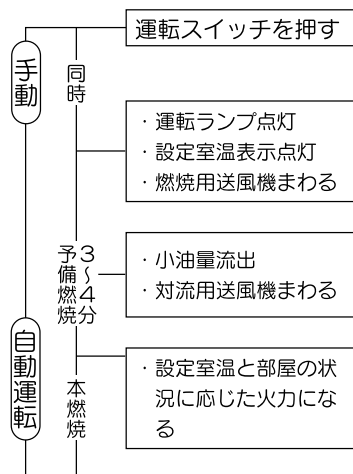 運転スイッチを押す
手動
同時
・運転ランプ点灯
・設定室温表示点灯
・燃焼用送風機まわる
3～4分
予備燃焼
・小油量流出
・対流用送風機まわる
自動運転
本燃焼
・設定室温と部屋の状
況に応じた火力にな
る